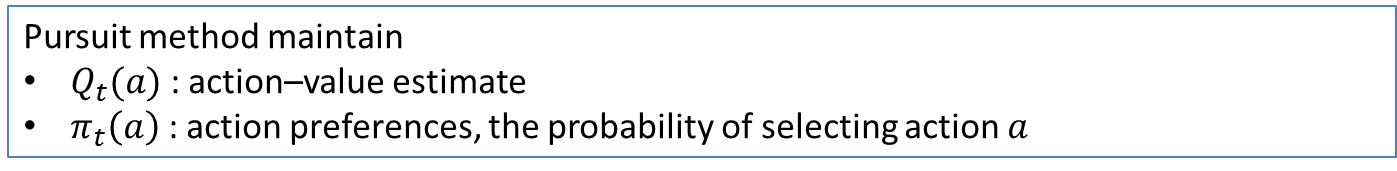 Pursuit method maintain
• 𝑄𝑡(𝑎) : action–value estimate
• 𝜋𝑡(𝑎) : action preferences, the probability of selecting action 𝑎